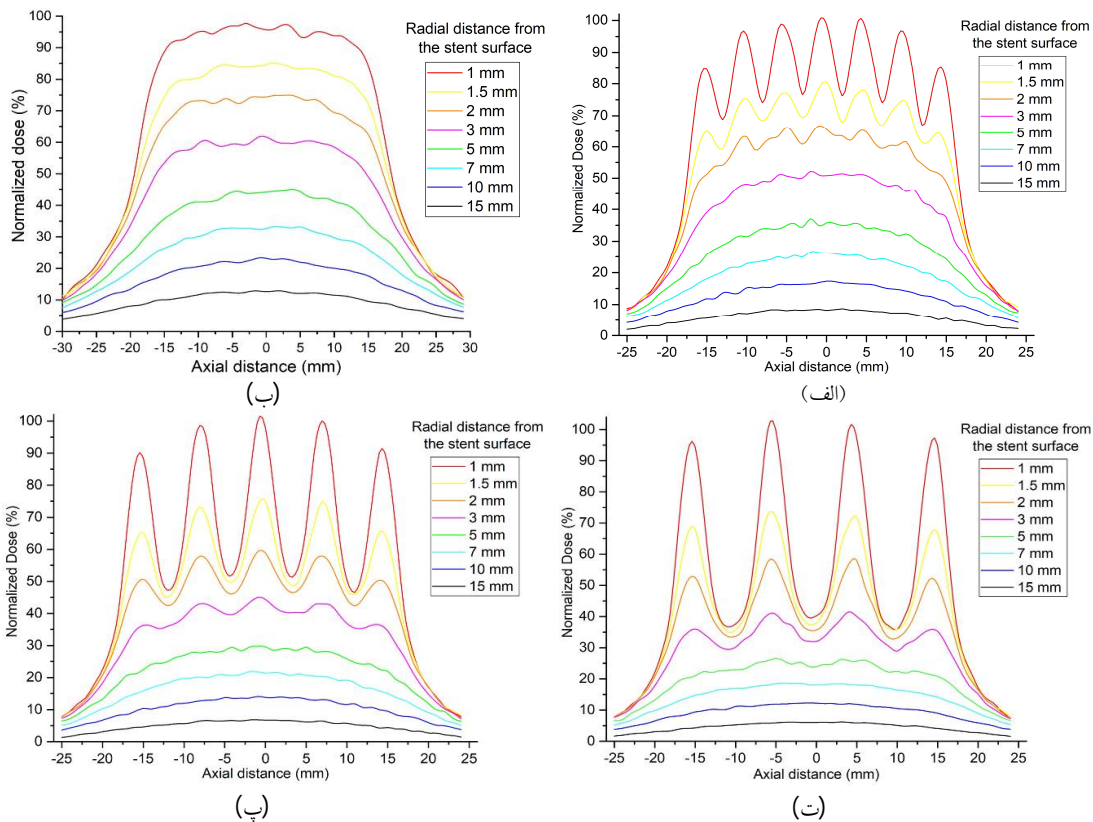 Normalized dose (%)
100
90
80
70
60
50
40
30
20
10
0
-30
-25
-20
-15
-10
-5
0
5
10
15
20
25
30
Axial distance (mm)
Radial distance from
the stent surface
1 mm
1.5 mm
2 mm
3 mm
5 mm
7 mm
10 mm
15 mm
(ب)
Normalized Dose (%)
100
90
80
70
60
50
40
30
20
10
0
-25
-20
-15
-10
-5
0
5
10
15
20
25
Axial distance (mm)
Radial distance from
the stent surface
1 mm
1.5 mm
2 mm
3 mm
5 mm
7 mm
10 mm
15 mm
(الف)
Normalized Dose (%)
100
90
80
70
60
50
40
30
20
10
0
-25
-20
-15
-10
-5
0
5
10
15
20
25
Axial distance (mm)
Radial distance from
the stent surface
1 mm
1.5 mm
2 mm
3 mm
5 mm
7 mm
10 mm
15 mm
(پ)
Normalized Dose (%)
100
90
80
70
60
50
40
30
20
10
0
-25
-20
-15
-10
-5
0
5
10
15
20
25
Axial distance (mm)
Radial distance from
the stent surface
1 mm
1.5 mm
2 mm
3 mm
5 mm
7 mm
10 mm
15 mm
(ت)